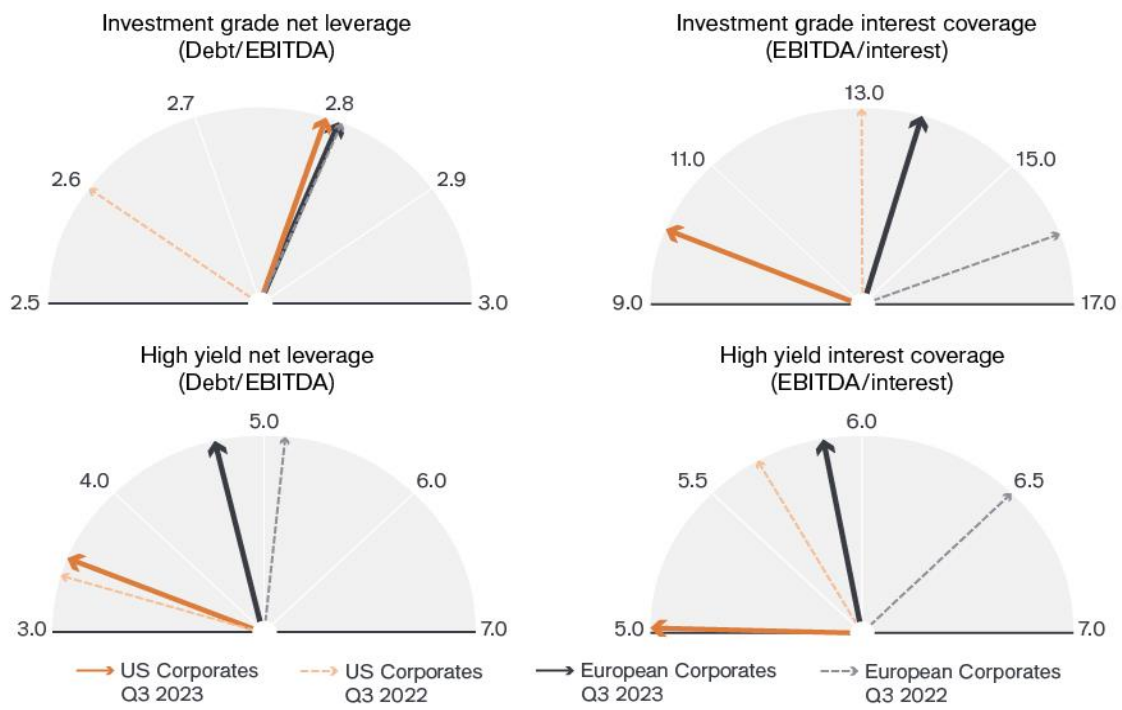 Investment grade net leverage
(Debt/EBITDA)
2.5
2.6
2.7
2.8
2.9
3.0
Investment grade interest coverage
(EBITDA/interest)
9.0
11.0
13.0
15.0
17.0
High yield net leverage
(Debt/EBITDA)
3.0
4.0
5.0
6.0
7.0
High yield interest coverage
(EBITDA/interest)
5.0
5.5
6.0
6.5
7.0
US Corporates
Q3 2023
US Corporates
Q3 2022
European Corporates
Q3 2023
European Corporates
Q3 2022